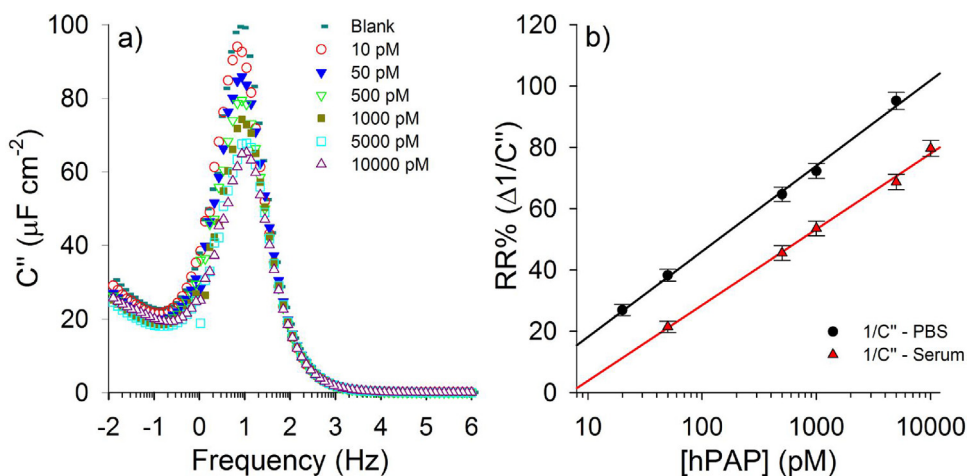 a)
Blank
10 pM
50 pM
500 pM
1000 pM
5000 pM
10000 pM
C" (μF cm⁻²)
100
80
60
40
20
0
-2 -1 0 1 2 3 4 5 6
Frequency (Hz)
b)
RR% (Δ1/C")
120
100
80
60
40
20
0
1/C" - PBS
1/C" - Serum
10 100 1000 10000
[hPAP] (pM)